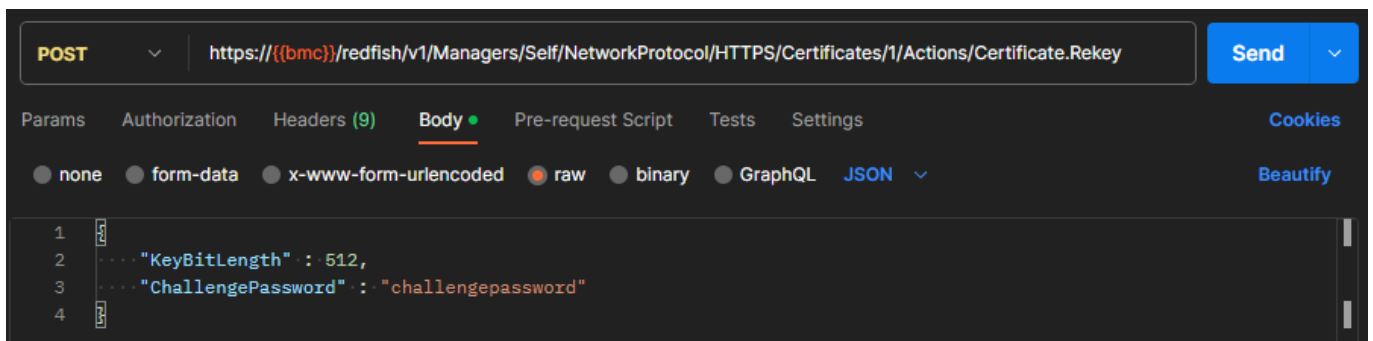 POST https://{{bmc}}/redfish/v1/Managers/Self/NetworkProtocol/HTTPS/Certificates/1/Actions/Certificate.Rekey Send
Params Authorization Headers (9) Body Pre-request Script Tests Settings Cookies
none form-data x-www-form-urlencoded raw binary GraphQL JSON Beautify
1 {
2 "KeyBitLength" : 512,
3 "ChallengePassword" : "challengepassword"
4 }